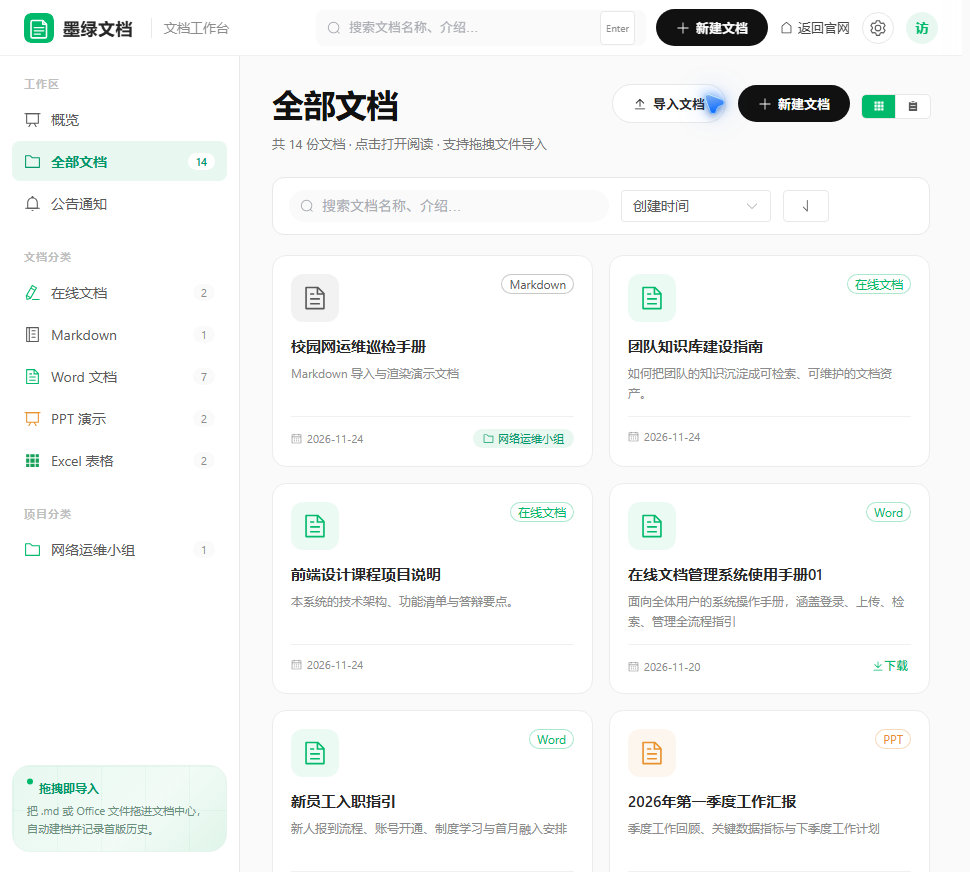 墨绿文档 文档工作台 搜索文档名称、介绍... Enter 新建文档 返回官网 访
工作区
概览
全部文档 14
公告通知
文档分类
在线文档 2
Markdown 1
Word 文档 7
PPT 演示 2
Excel 表格 2
项目分类
网络运维小组 1
拖拽即导入
把 .md 或 Office 文件拖进文档中心，
自动建档并记录首版历史。
全部文档 导入文档 新建文档
共 14 份文档 · 点击打开阅读 · 支持拖拽文件导入
搜索文档名称、介绍... 创建时间
Markdown
校园网运维巡检手册
Markdown 导入与渲染演示文档
2026-11-24 网络运维小组
在线文档
团队知识库建设指南
如何把团队的知识沉淀成可检索、可维护的文档资
产。
2026-11-24
在线文档
前端设计课程项目说明
本系统的技术架构、功能清单与答辩要点。
2026-11-24
Word
在线文档管理系统使用手册01
面向全体用户的系统操作手册，涵盖登录、上传、检
索、管理全流程指引
2026-11-20 下载
Word
新员工入职指引
新人报到流程、账号开通、制度学习与首月融入安排
PPT
2026年第一季度工作汇报
季度工作回顾、关键数据指标与下季度工作计划